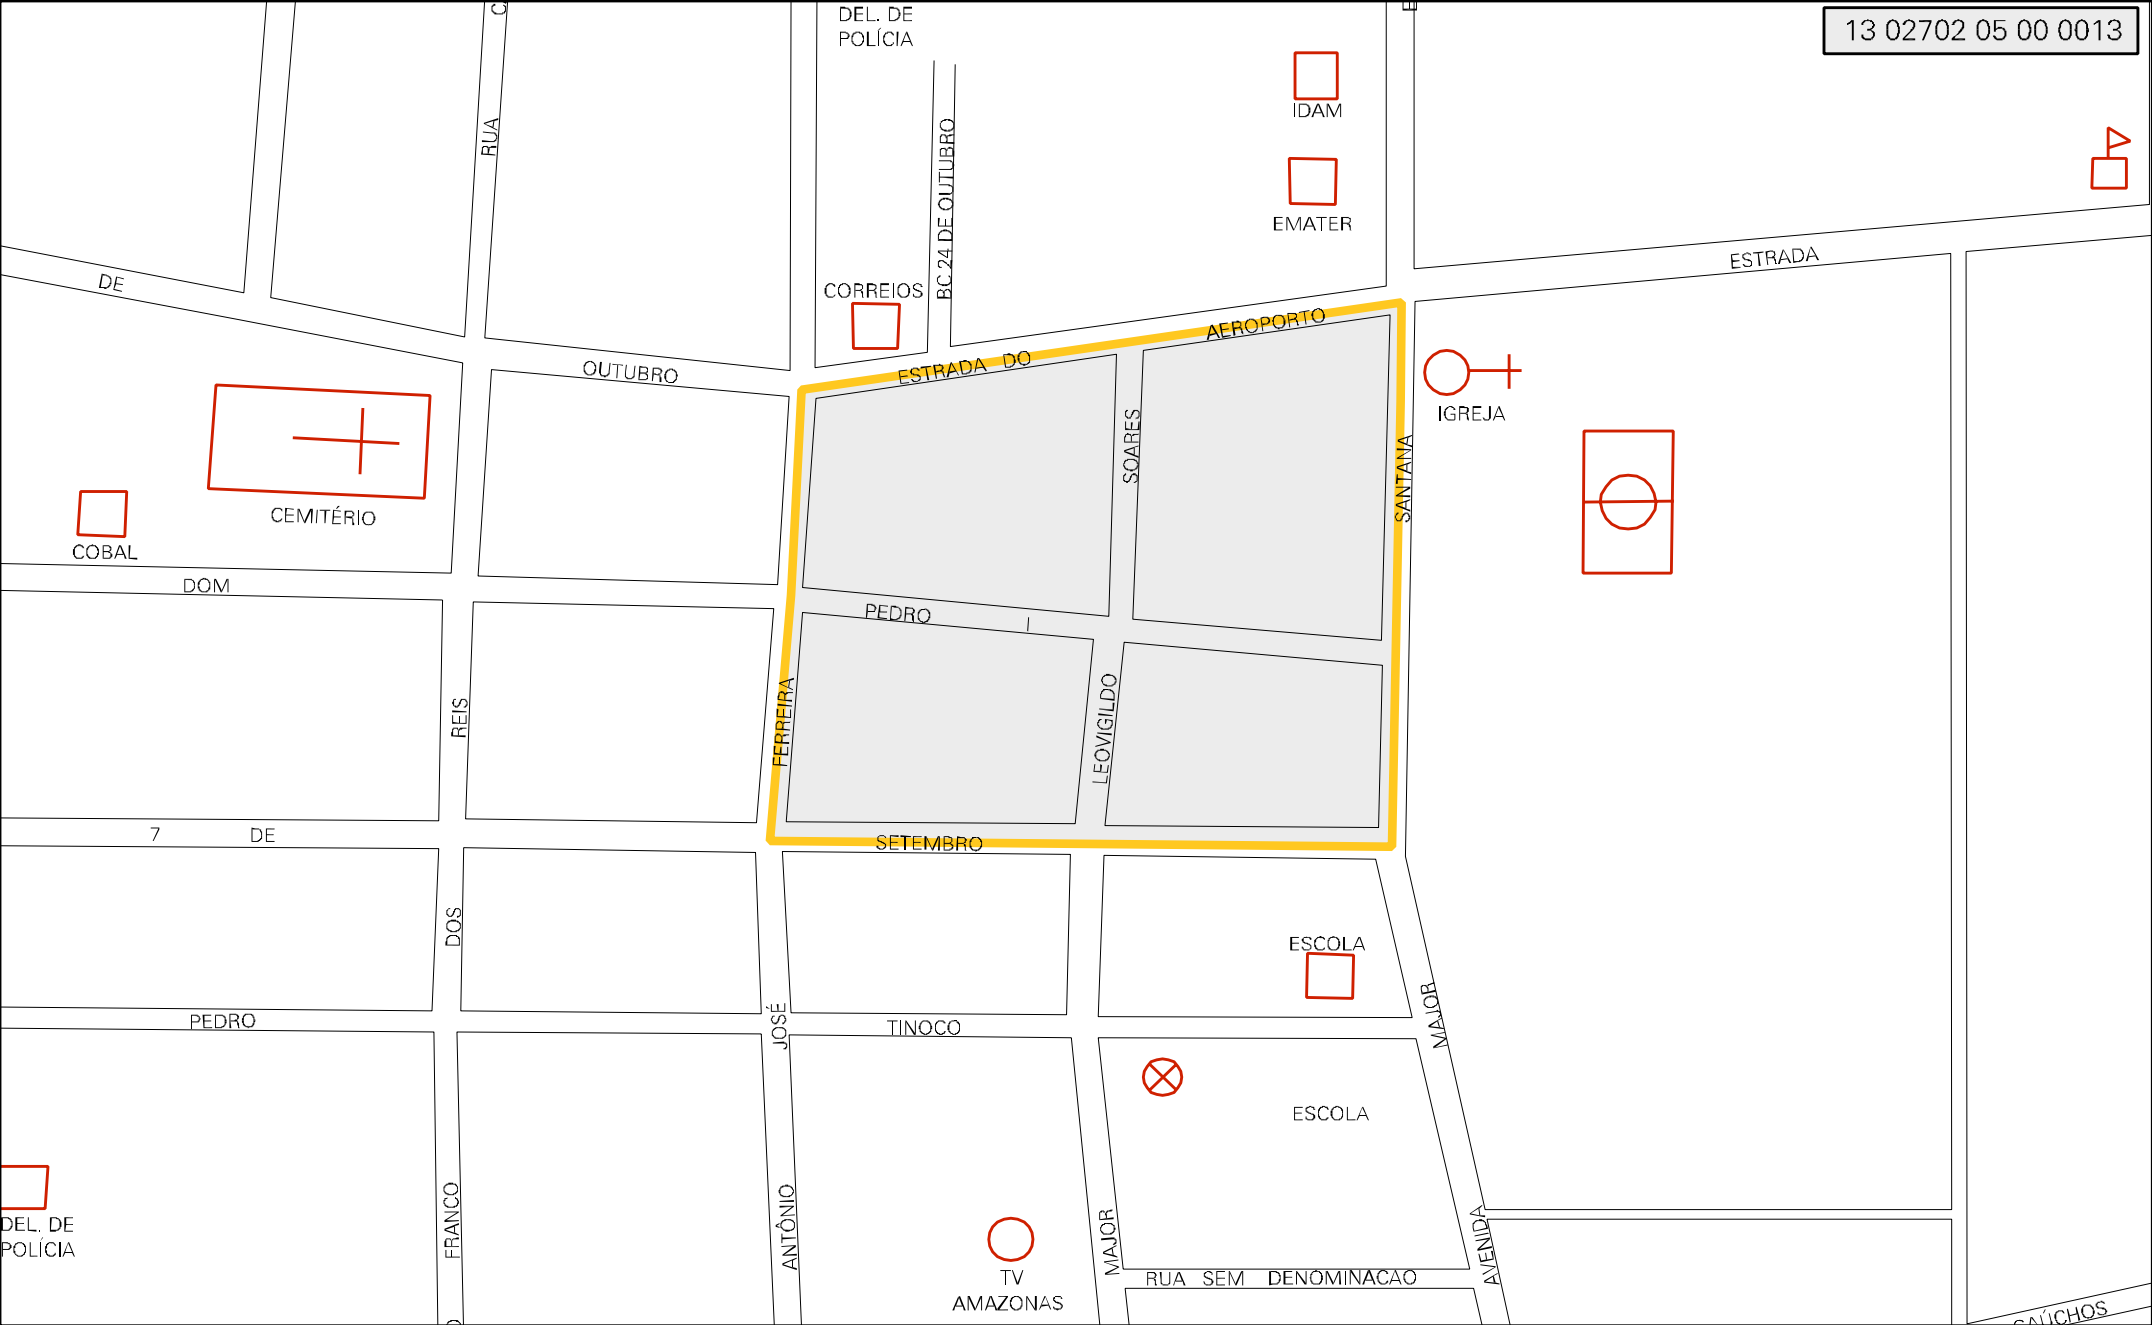 DEL. DE
POLÍCIA
13 02702 05 00 0013
IDAM
RUA
BC 24 DE OUTUBRO
EMATER
ESTRADA
DE
CORREIOS
AEROPORTO
ESTRADA DO
OUTUBRO
IGREJA
SOARES
SANTANA
CEMITÉRIO
COBAL
DOM
PEDRO I
REIS
FERREIRA
LEOVIGILDO
7 DE
SETEMBRO
DOS
ESCOLA
MAJOR
PEDRO
TINOCO
JOSÉ
ESCOLA
DEL. DE
POLÍCIA
FRANCO
ANTÔNIO
MAJOR
AVENIDA
TV
AMAZONAS
RUA SEM DENOMINACAO